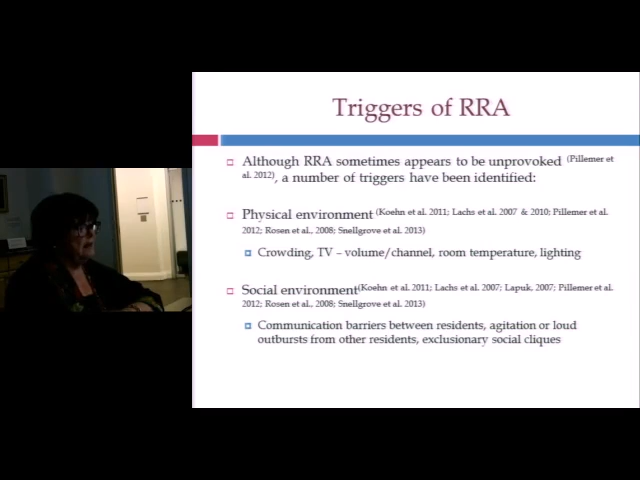 Triggers of RRA
Although RRA sometimes appears to be unprovoked (Pillemer et
al. 2012), a number of triggers have been identified:
Physical environment (Koehn et al. 2011; Lachs et al. 2007 & 2010; Pillemer et al.
2012; Rosen et al., 2008; Snellgrove et al. 2013)
Crowding, TV – volume/channel, room temperature, lighting
Social environment(Koehn et al. 2011; Lachs et al. 2007; Lapuk. 2007; Pillemer et al.
2012; Rosen et al., 2008; Snellgrove et al. 2013)
Communication barriers between residents, agitation or loud
outbursts from other residents, exclusionary social cliques